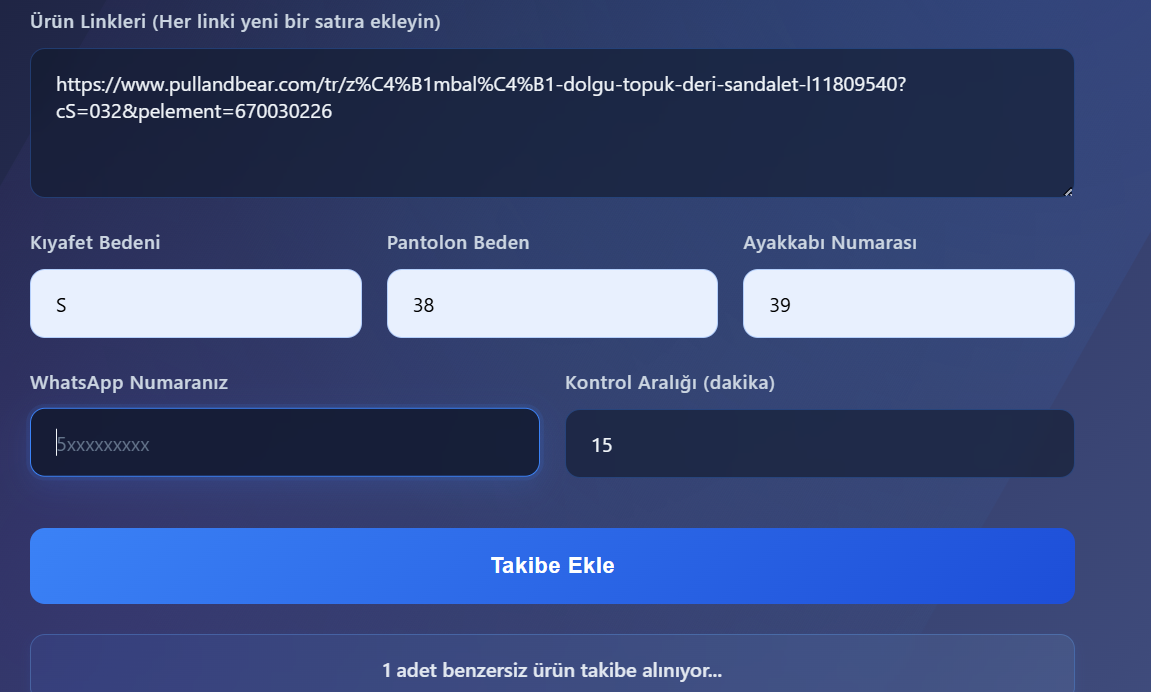 Ürün Linkleri (Her linki yeni bir satıra ekleyin)
https://www.pullandbear.com/tr/z%C4%B1mbal%C4%B1-dolgu-topuk-deri-sandalet-l11809540?
cS=032&pelement=670030226
Kıyafet Bedeni
Pantolon Beden
Ayakkabı Numarası
S
38
39
WhatsApp Numaranız
Kontrol Aralığı (dakika)
5xxxxxxxxx
15
Takibe Ekle
1 adet benzersiz ürün takibe alınıyor...